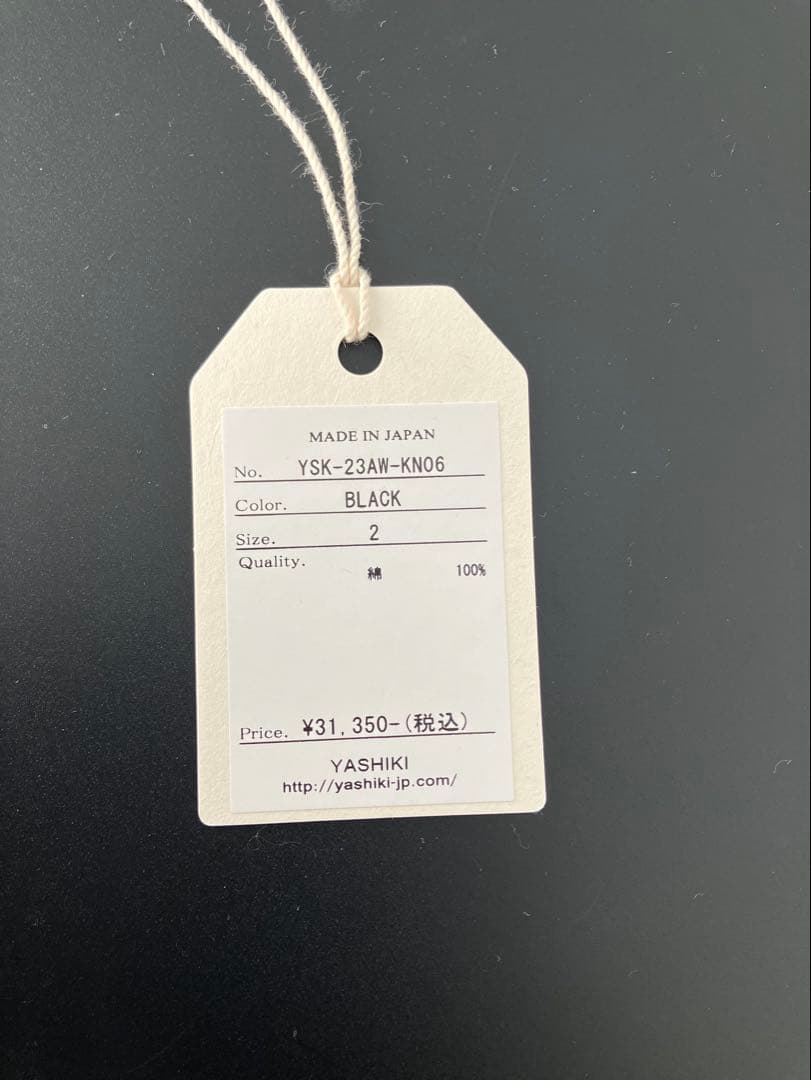 MADE IN JAPAN
No. YSK-23AW-KN06
Color. BLACK
Size. 2
Quality.
綿 100%
Price. ¥31,350-(税込)
YASHIKI
http://yashiki-jp.com/